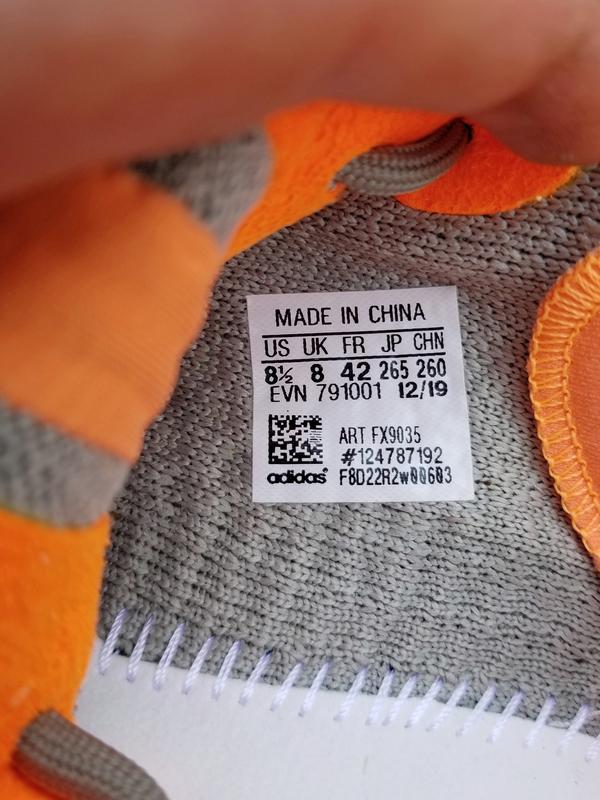 MADE IN CHINA
US UK FR JP CHN
8½ 8 42 265 260
EVN 791001 12/19
ART FX9035
#124787192
adidas F8D22R2w00603